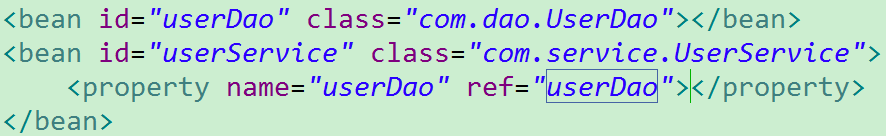 <bean id="userDao" class="com.dao.UserDao"></bean>
<bean id="userService" class="com.service.UserService">
    <property name="userDao" ref="userDao"></property>
</bean>